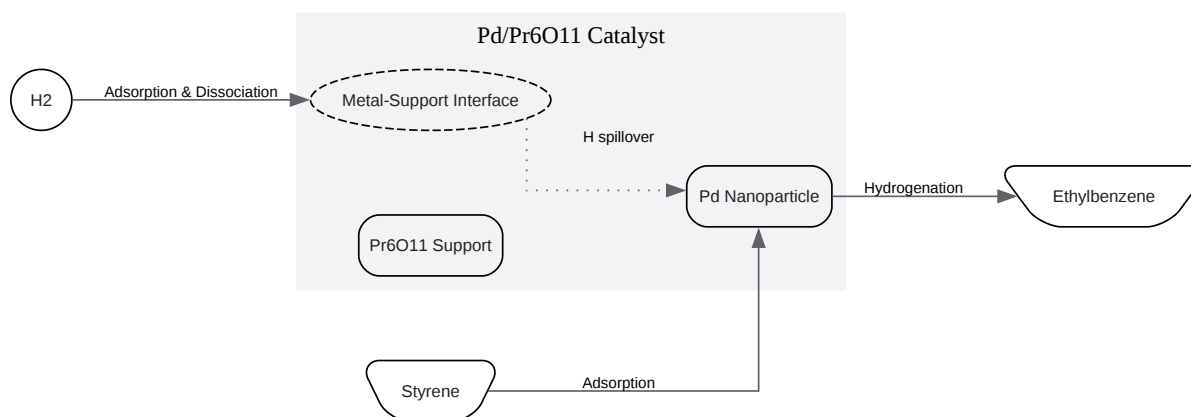 Pd/Pr6O11 Catalyst
H2
Adsorption & Dissociation
Metal-Support Interface
H spillover
Pd Nanoparticle
Hydrogenation
Ethylbenzene
Pr6O11 Support
Styrene
Adsorption